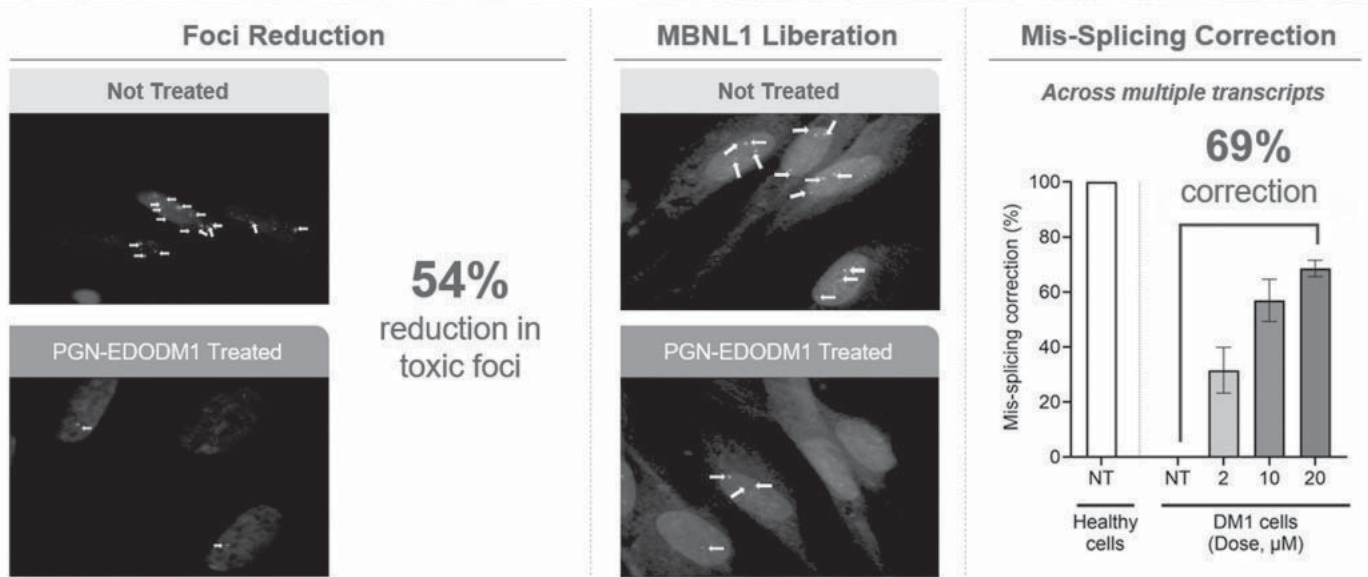 Foci Reduction
Not Treated
PGN-EDODM1 Treated
54%
reduction in
toxic foci
MBNL1 Liberation
Not Treated
PGN-EDODM1 Treated
Mis-Splicing Correction
Across multiple transcripts
69%
correction
Mis-splicing correction (%)
100
80
60
40
20
0
NT
NT 2 10 20
Healthy
cells
DM1 cells
(Dose, µM)